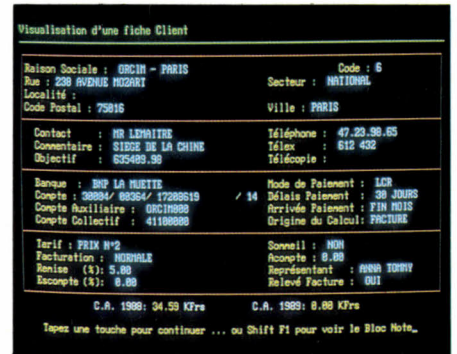 Visualisation d'une fiche Client
Raison Sociale : ORCIM - PARIS Code : 6
Rue : 238 AVENUE MOZART Secteur : NATIONAL
Localité :
Code Postal : 75016 Ville : PARIS
Contact : MR LEMAITRE Téléphone : 47.23.98.65
Commentaire : SIEGE DE LA CHINE Télex : 612 432
Objectif : 635409.98 Télécopie :
Banque : BNP LA MUETTE Mode de Paiement : LCR
Compte : 30004/ 00364/ 17208619 / 14 Délais Paiement : 30 JOURS
Compte Auxiliaire : ORCIM000 Arrivée Paiement : FIN MOIS
Compte Collectif : 41100000 Origine du Calcul: FACTURE
Tarif : PRIX N°2 Sommeil : NON
Facturation : NORMALE Acompte : 0.00
Remise (%): 5.00 Représentant : ANNA TOMMY
Escompte (%): 0.00 Relevé Facture : OUI
C.A. 1988: 34.59 KFrs C.A. 1989: 0.00 KFrs
Tapez une touche pour continuer ... ou Shift F1 pour voir le Bloc Note_